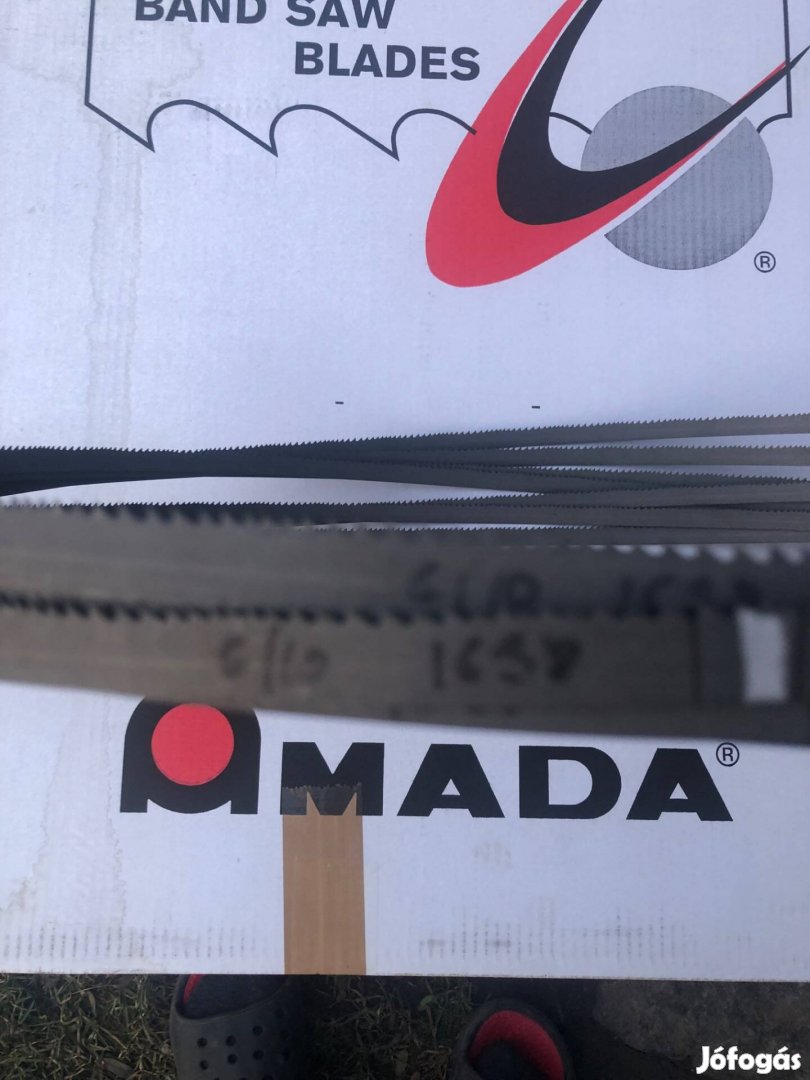 BAND SAW
BLADES
®
6/10 1638
AMADA®
Jófogás